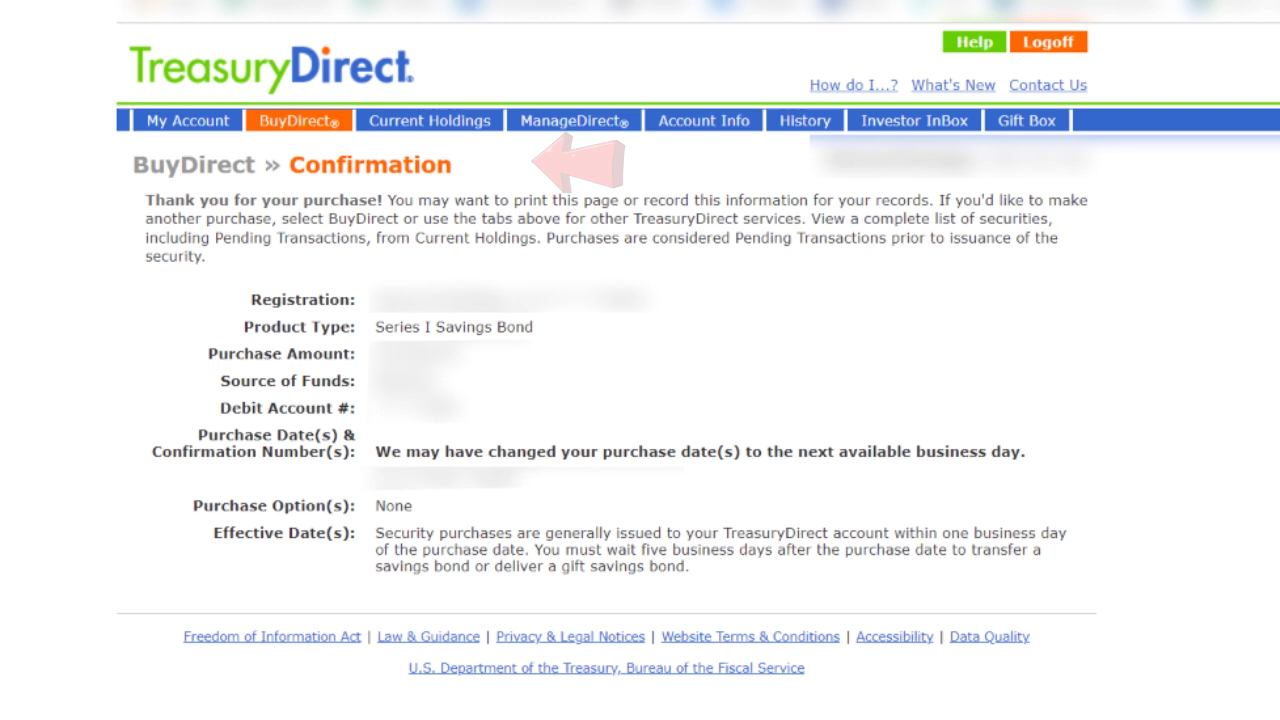 Help Logoff
TreasuryDirect®
How do I...? What's New Contact Us
My Account BuyDirect® Current Holdings ManageDirect® Account Info History Investor InBox Gift Box
BuyDirect » Confirmation
Thank you for your purchase! You may want to print this page or record this information for your records. If you'd like to make
another purchase, select BuyDirect or use the tabs above for other TreasuryDirect services. View a complete list of securities,
including Pending Transactions, from Current Holdings. Purchases are considered Pending Transactions prior to issuance of the
security.
Registration:
Product Type: Series I Savings Bond
Purchase Amount:
Source of Funds:
Debit Account #:
Purchase Date(s) &
Confirmation Number(s): We may have changed your purchase date(s) to the next available business day.
Purchase Option(s): None
Effective Date(s): Security purchases are generally issued to your TreasuryDirect account within one business day
of the purchase date. You must wait five business days after the purchase date to transfer a
savings bond or deliver a gift savings bond.
Freedom of Information Act | Law & Guidance | Privacy & Legal Notices | Website Terms & Conditions | Accessibility | Data Quality
U.S. Department of the Treasury, Bureau of the Fiscal Service